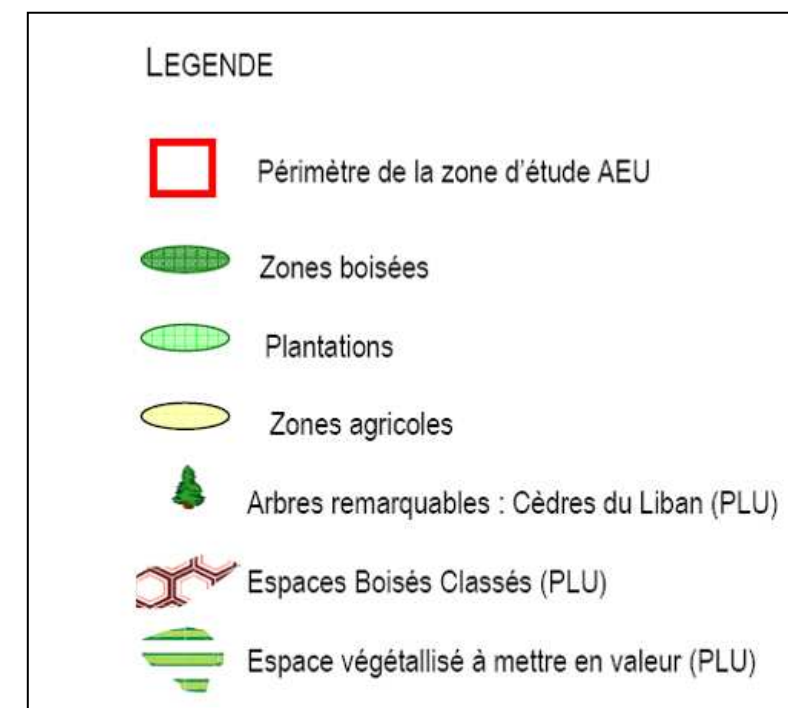 LEGENDE
Périmètre de la zone d'étude AEU
Zones boisées
Plantations
Zones agricoles
Arbres remarquables : Cèdres du Liban (PLU)
Espaces Boisés Classés (PLU)
Espace végétallisé à mettre en valeur (PLU)